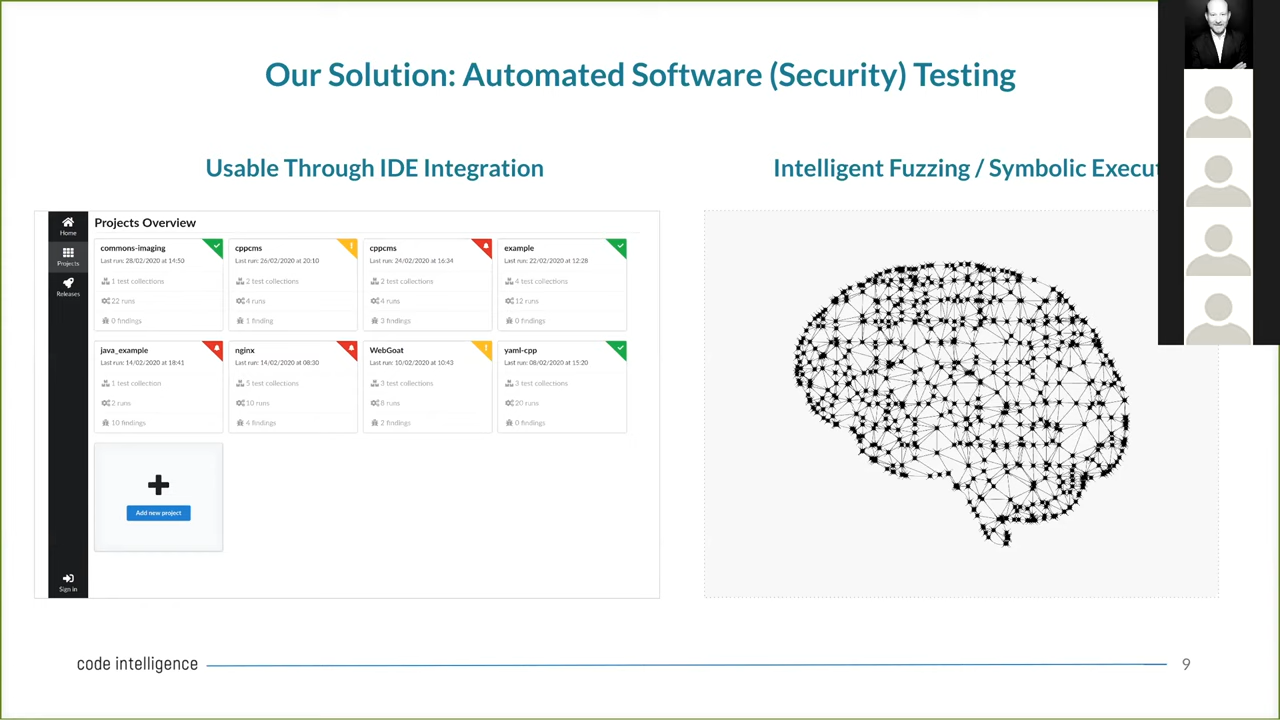 Our Solution: Automated Software (Security) Testing
Usable Through IDE Integration
Intelligent Fuzzing / Symbolic Execut
Home
Projects
Releases
Sign in
Projects Overview
commons-imaging
Last run: 28/02/2020 at 14:50
1 test collections
22 runs
0 findings
cppcms
Last run: 26/02/2020 at 20:10
2 test collections
4 runs
1 finding
cppcms
Last run: 24/02/2020 at 16:34
2 test collections
4 runs
3 findings
example
Last run: 22/02/2020 at 12:28
4 test collections
12 runs
0 findings
java_example
Last run: 14/02/2020 at 18:41
1 test collection
2 runs
10 findings
nginx
Last run: 14/02/2020 at 08:30
5 test collections
10 runs
4 findings
WebGoat
Last run: 10/02/2020 at 10:43
3 test collections
8 runs
2 findings
yaml-cpp
Last run: 08/02/2020 at 15:20
3 test collections
20 runs
0 findings
Add new project
code intelligence
9